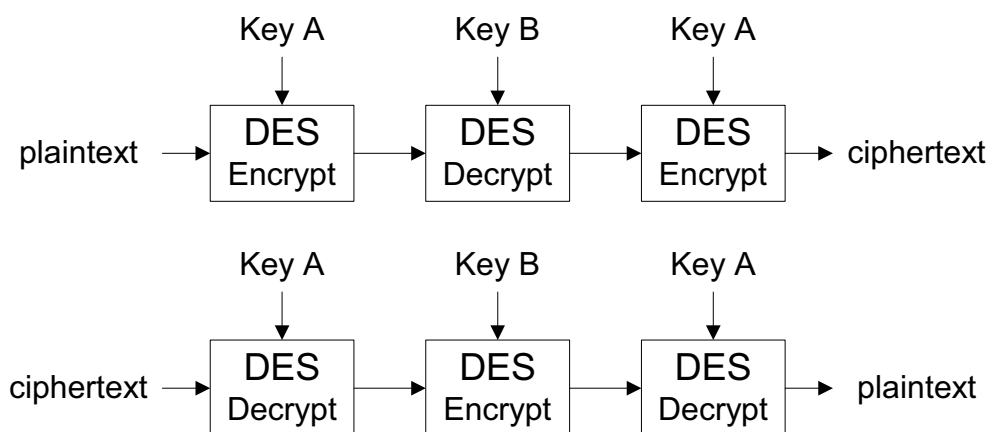 Key A Key B Key A
DES DES DES
plaintext Encrypt Decrypt Encrypt ciphertext
Key A Key B Key A
DES DES DES
ciphertext Decrypt Encrypt Decrypt plaintext